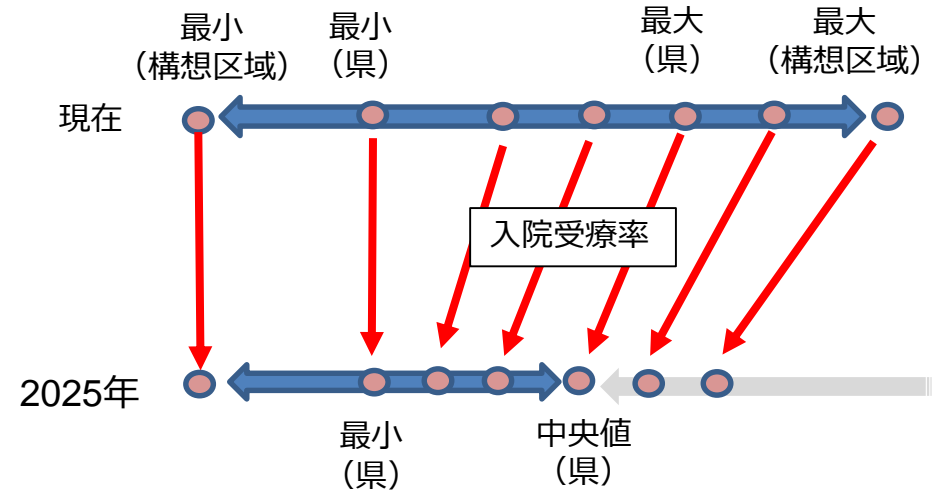 最小
（構想区域）
最小
（県）
最大
（県）
最大
（構想区域）
現在
入院受療率
2025年
最小
（県）
中央値
（県）